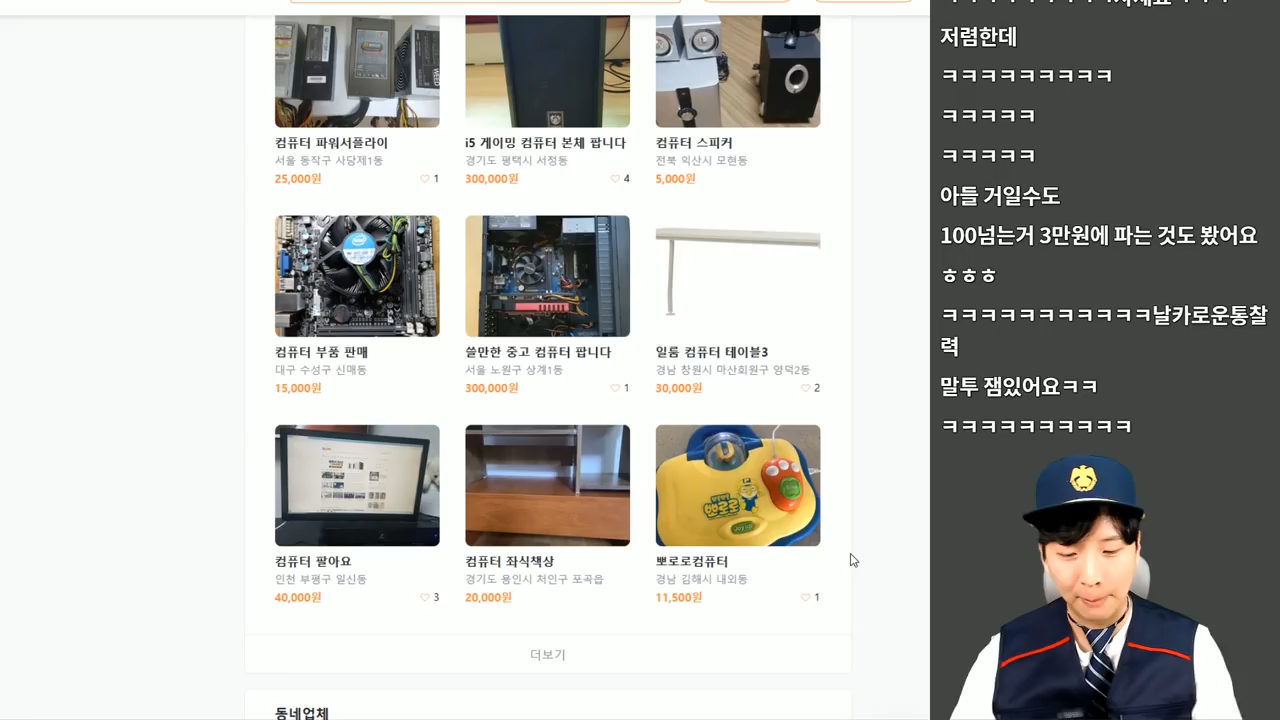 컴퓨터 파워서플라이
서울 동작구 사당제1동
25,000원
1
i5 게이밍 컴퓨터 본체 팝니다
경기도 평택시 서정동
300,000원
4
컴퓨터 스피커
전북 익산시 모현동
5,000원
컴퓨터 부품 판매
대구 수성구 신매동
15,000원
쓸만한 중고 컴퓨터 팝니다
서울 노원구 상계1동
300,000원
1
일룸 컴퓨터 테이블3
경남 창원시 마산회원구 양덕2동
30,000원
2
컴퓨터 팔아요
인천 부평구 일신동
40,000원
3
컴퓨터 좌식책상
경기도 용인시 처인구 포곡읍
20,000원
뽀로로
뽀로로컴퓨터
경남 김해시 내외동
11,500원
1
더보기
동네업체
저렴한데
ㅋㅋㅋㅋㅋㅋㅋㅋㅋ
ㅋㅋㅋㅋㅋ
ㅋㅋㅋㅋㅋ
아들 거일수도
100넘는거 3만원에 파는 것도 봤어요
ㅎㅎㅎ
ㅋㅋㅋㅋㅋㅋㅋㅋㅋㅋㅋ날카로운통찰
력
말투 잼있어요ㅋㅋ
ㅋㅋㅋㅋㅋㅋㅋㅋㅋㅋ